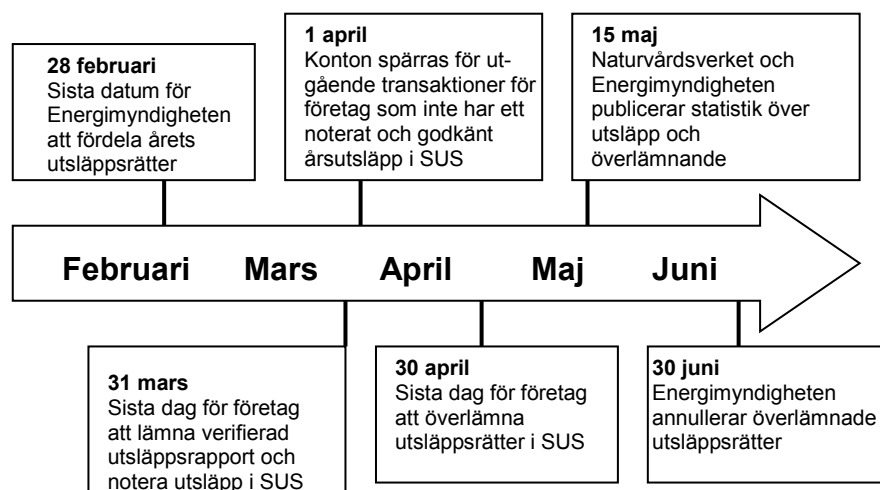 28 februari
Sista datum för
Energimyndigheten
att fördela årets
utsläppsrätter
1 april
Konton spärras för ut-
gående transaktioner för
företag som inte har ett
noterat och godkänt
årsutsläpp i SUS
15 maj
Naturvårdsverket och
Energimyndigheten
publicerar statistik över
utsläpp och
överlämnande
Februari Mars April Maj Juni
31 mars
Sista dag för företag
att lämna verifierad
utsläppsrapport och
notera utsläpp i SUS
30 april
Sista dag för företag
att överlämna
utsläppsrätter i SUS
30 juni
Energimyndigheten
annullerar överlämnade
utsläppsrätter